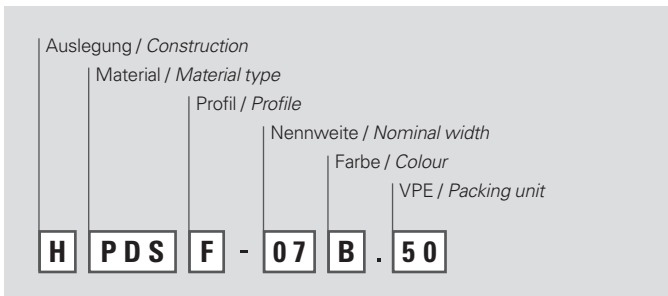 Auslegung / Construction
Material / Material type
Profil / Profile
Nennweite / Nominal width
Farbe / Colour
VPE / Packing unit
H PDS F - 07 B . 50